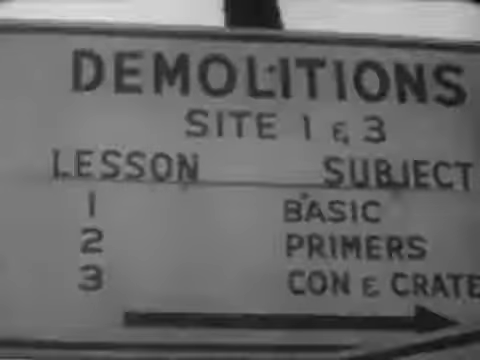 DEMOLITIONS
SITE 1 & 3
LESSON SUBJECT
1 BASIC
2 PRIMERS
3 CON & CRATE